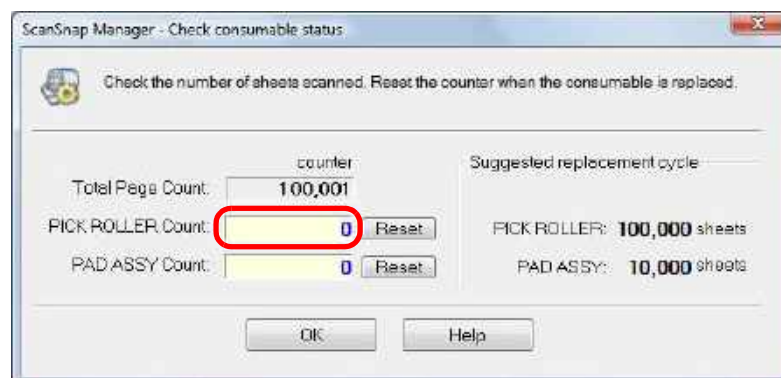 ScanSnap Manager - Check consumable status
Check the number of sheets scanned. Reset the counter when the consumable is replaced.
counter
Suggested replacement cycle
Total Page Count: 100,001
PICK ROLLER Count: 0 Reset
PICK ROLLER: 100,000 sheets
PAD ASSY Count: 0 Reset
PAD ASSY: 10,000 sheets
OK Help